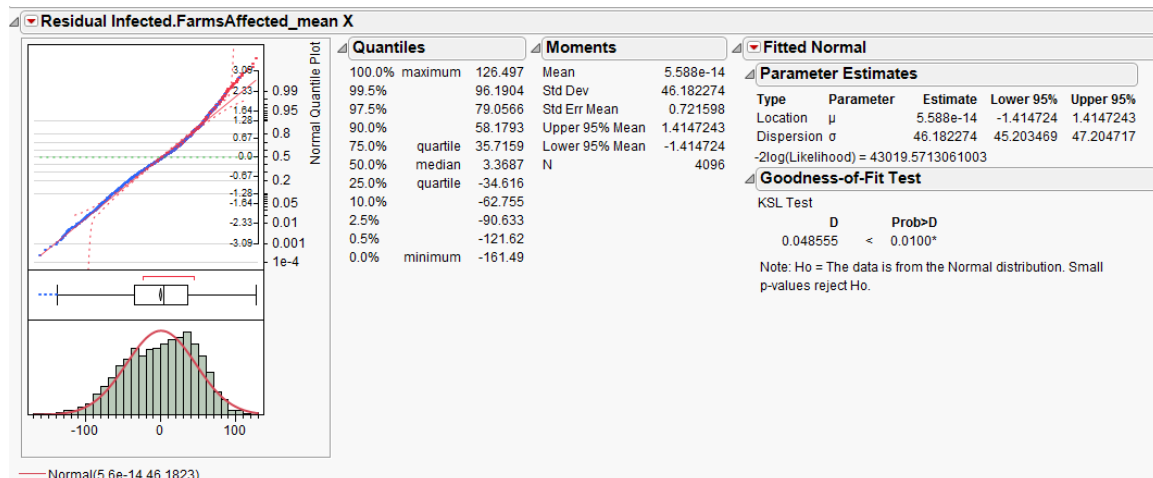 Residual Infected.FarmsAffected_mean X
Normal Quantile Plot
3.09
2.33
1.64
1.28
0.67
0.0
-0.67
-1.28
-1.64
-2.33
-3.09
0.99
0.95
0.8
0.5
0.2
0.05
0.01
0.001
1e-4
-100 0 100
Normal(5.6e-14,46.1823)
Quantiles
100.0% maximum 126.497
99.5% 96.1904
97.5% 79.0566
90.0% 58.1793
75.0% quartile 35.7159
50.0% median 3.3687
25.0% quartile -34.616
10.0% -62.755
2.5% -90.633
0.5% -121.62
0.0% minimum -161.49
Moments
Mean 5.588e-14
Std Dev 46.182274
Std Err Mean 0.721598
Upper 95% Mean 1.4147243
Lower 95% Mean -1.414724
N 4096
Fitted Normal
Parameter Estimates
Type Parameter Estimate Lower 95% Upper 95%
Location μ 5.588e-14 -1.414724 1.4147243
Dispersion σ 46.182274 45.203469 47.204717
-2log(Likelihood) = 43019.5713061003
Goodness-of-Fit Test
KSL Test
D Prob>D
0.048555 < 0.0100*
Note: Ho = The data is from the Normal distribution. Small
p-values reject Ho.